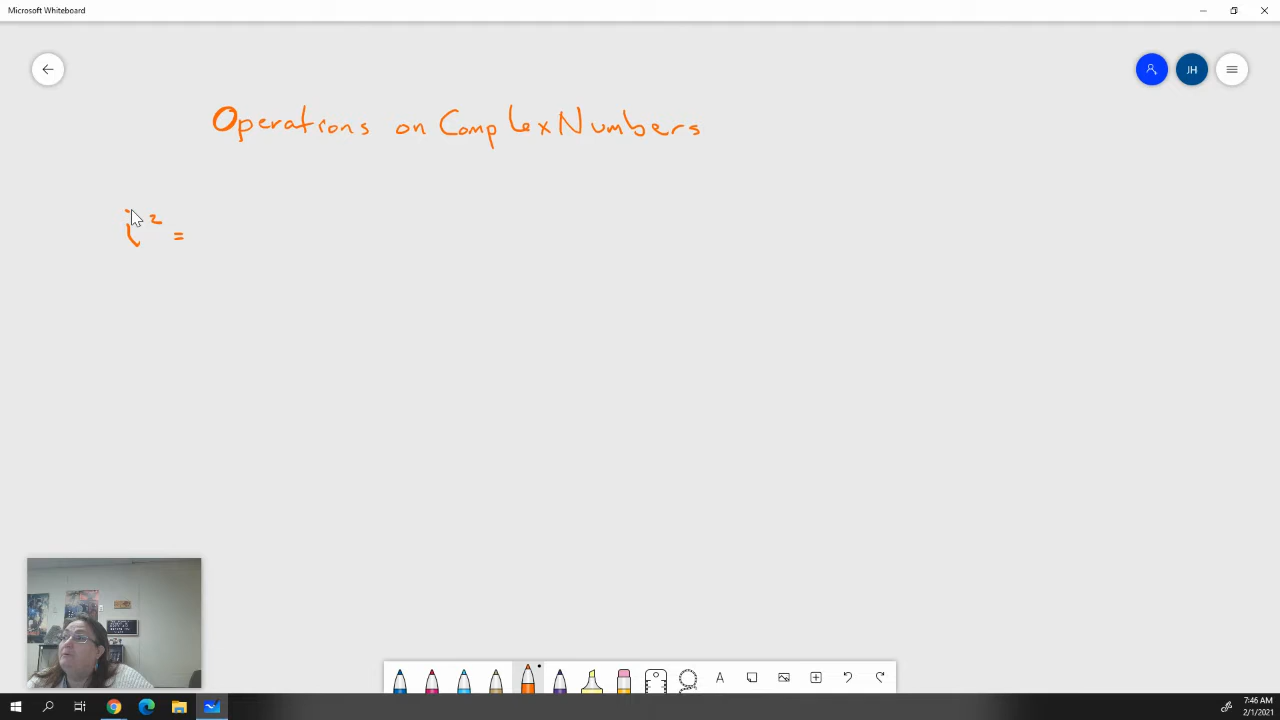 Microsoft Whiteboard
JH
Operations on Complex Numbers
i² =
A
7:46 AM
2/1/2021